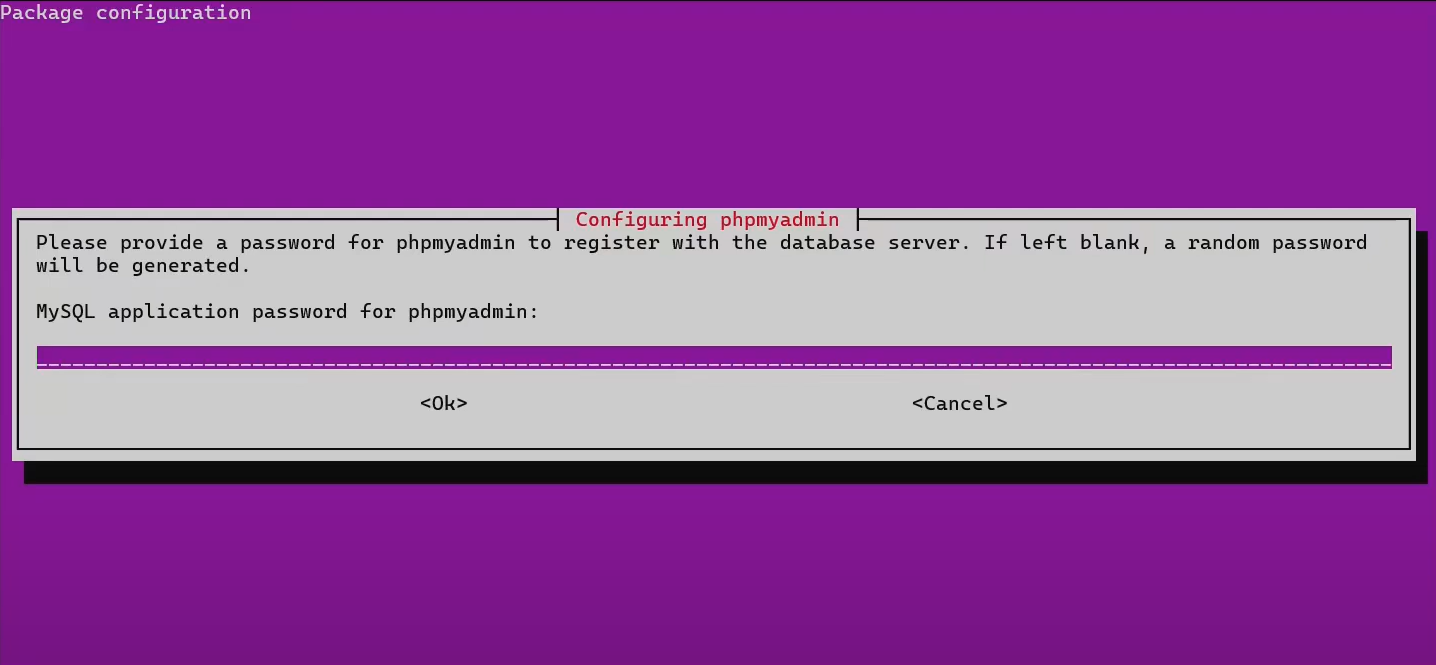 Package configuration
Configuring phpmyadmin
Please provide a password for phpmyadmin to register with the database server. If left blank, a random password
will be generated.
MySQL application password for phpmyadmin:
<Ok> <Cancel>